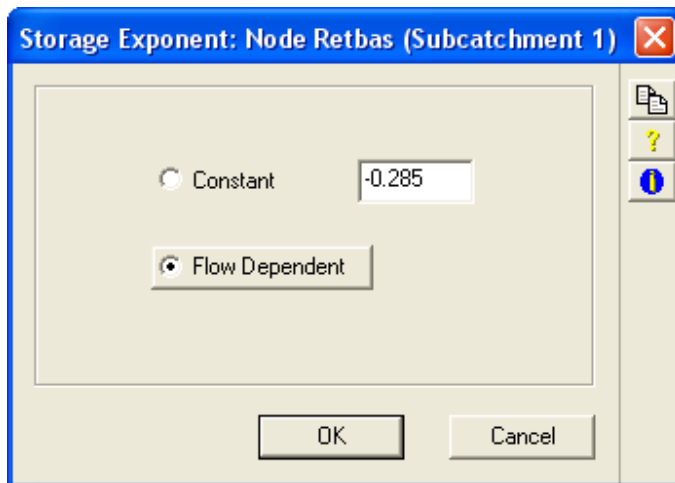 Storage Exponent: Node Retbas (Subcatchment 1)
Constant -0.285
Flow Dependent
OK Cancel